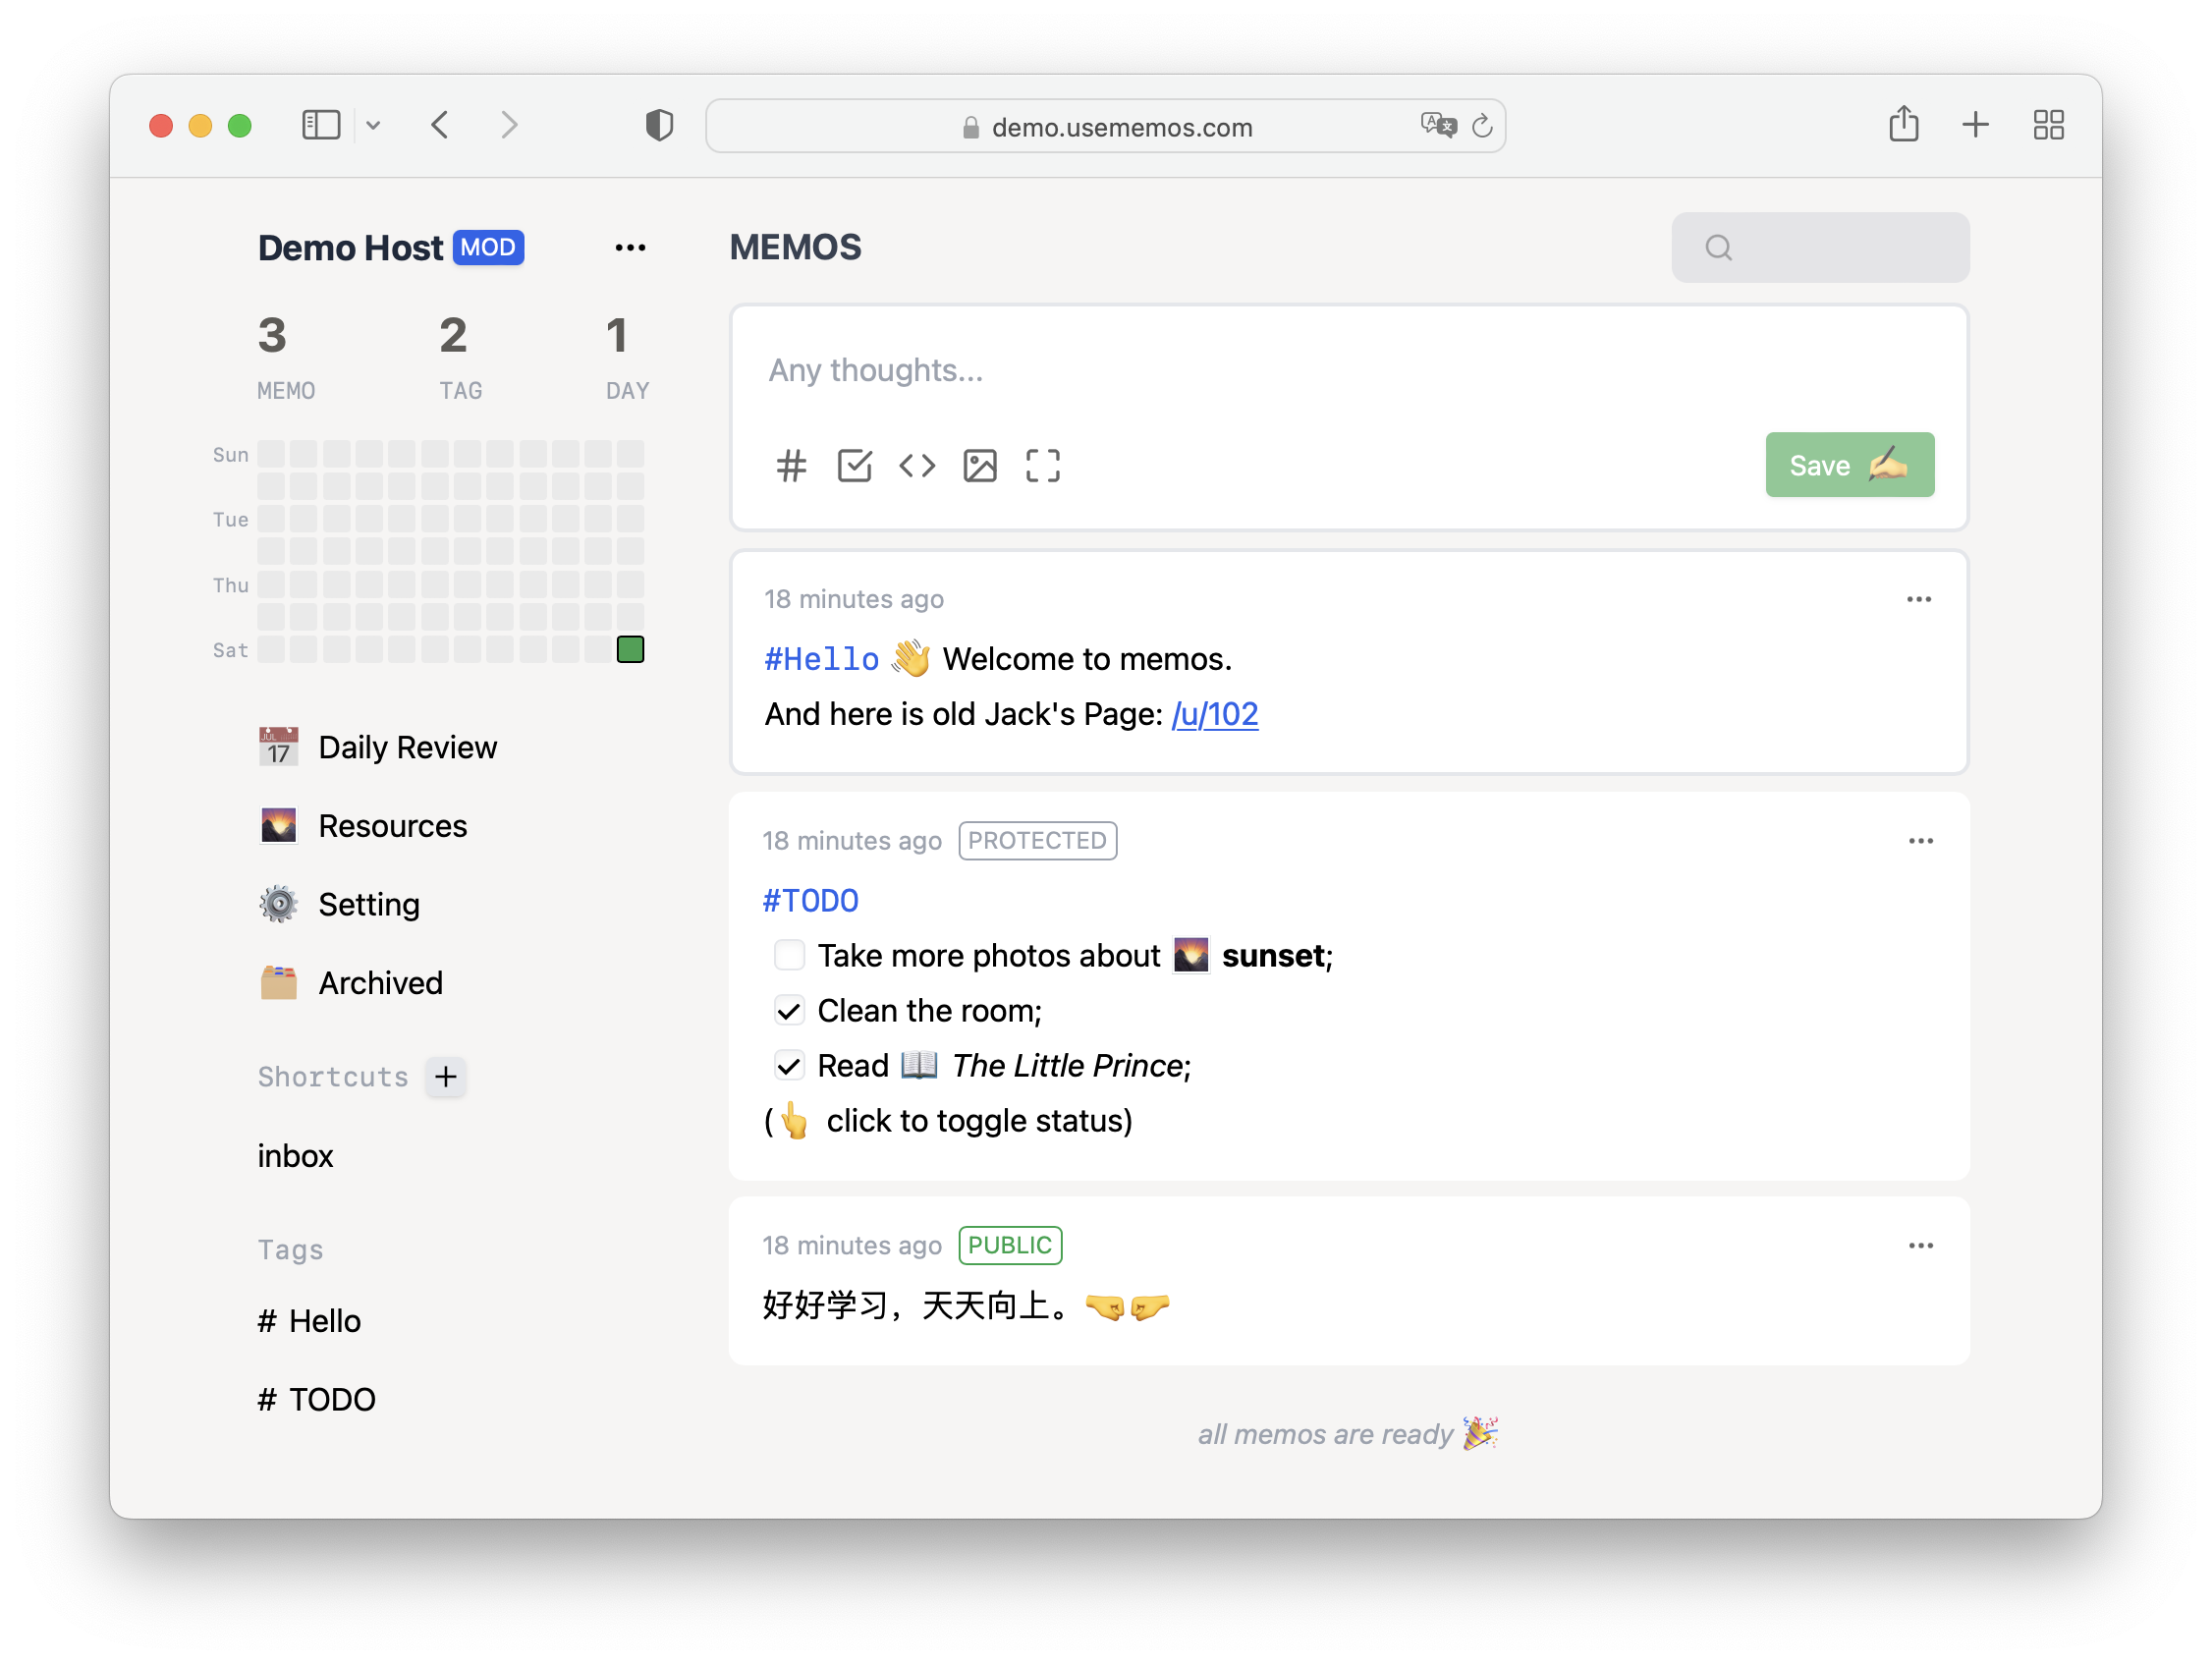 demo.usememos.com
Demo Host MOD
3 2 1
MEMO TAG DAY
Sun
Tue
Thu
Sat
JUL
17 Daily Review
Resources
Setting
Archived
Shortcuts +
inbox
Tags
# Hello
# TODO
MEMOS
Any thoughts...
Save ✍🏻
18 minutes ago
#Hello 👋 Welcome to memos.
And here is old Jack's Page: /u/102
18 minutes ago PROTECTED
#TODO
Take more photos about 🌄 sunset;
Clean the room;
Read 📖 The Little Prince;
(👆 click to toggle status)
18 minutes ago PUBLIC
好好学习，天天向上。🤜🤛
all memos are ready 🎉